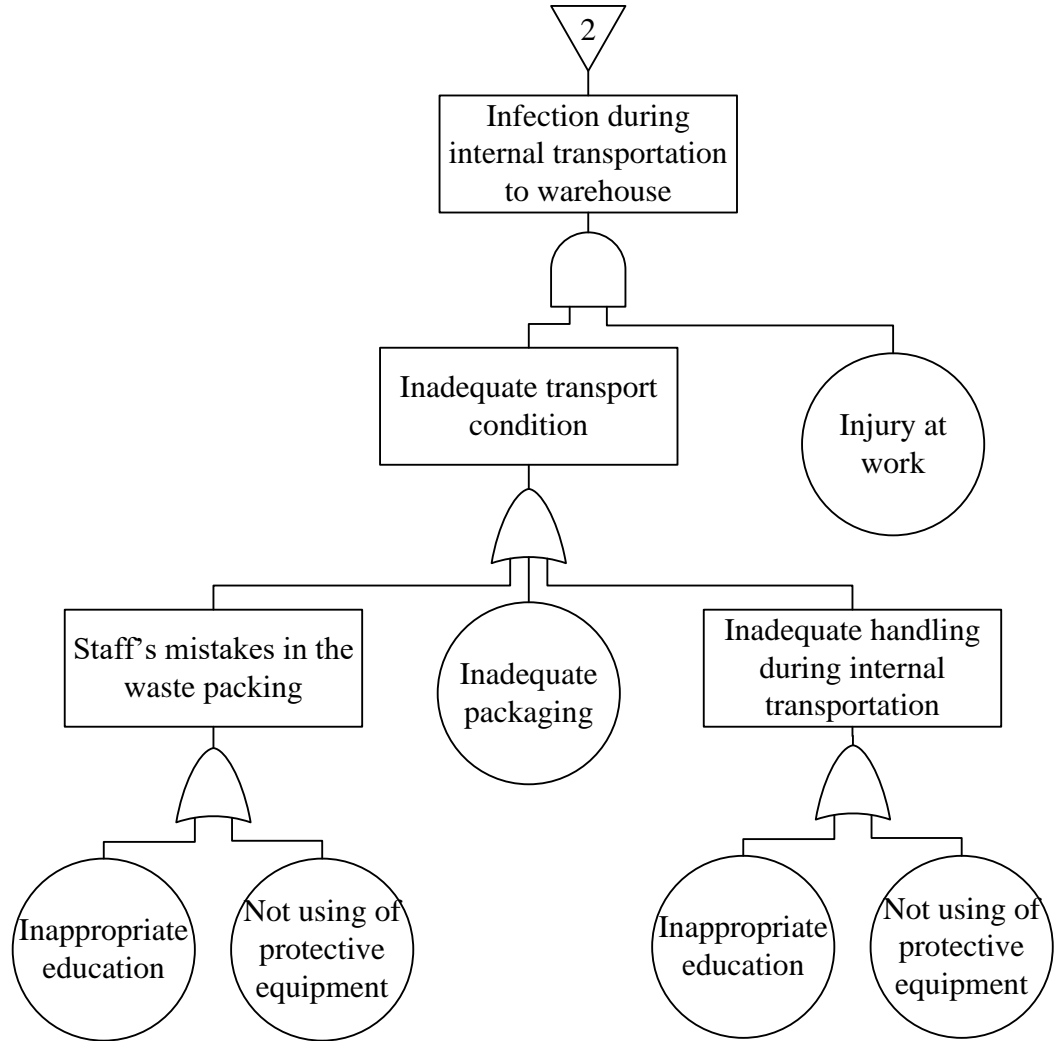 2
Infection during
internal transportation
to warehouse
Inadequate transport
condition
Injury at
work
Staff’s mistakes in the
waste packing
Inadequate
packaging
Inadequate handling
during internal
transportation
Inappropriate
education
Not using of
protective
equipment
Inappropriate
education
Not using of
protective
equipment